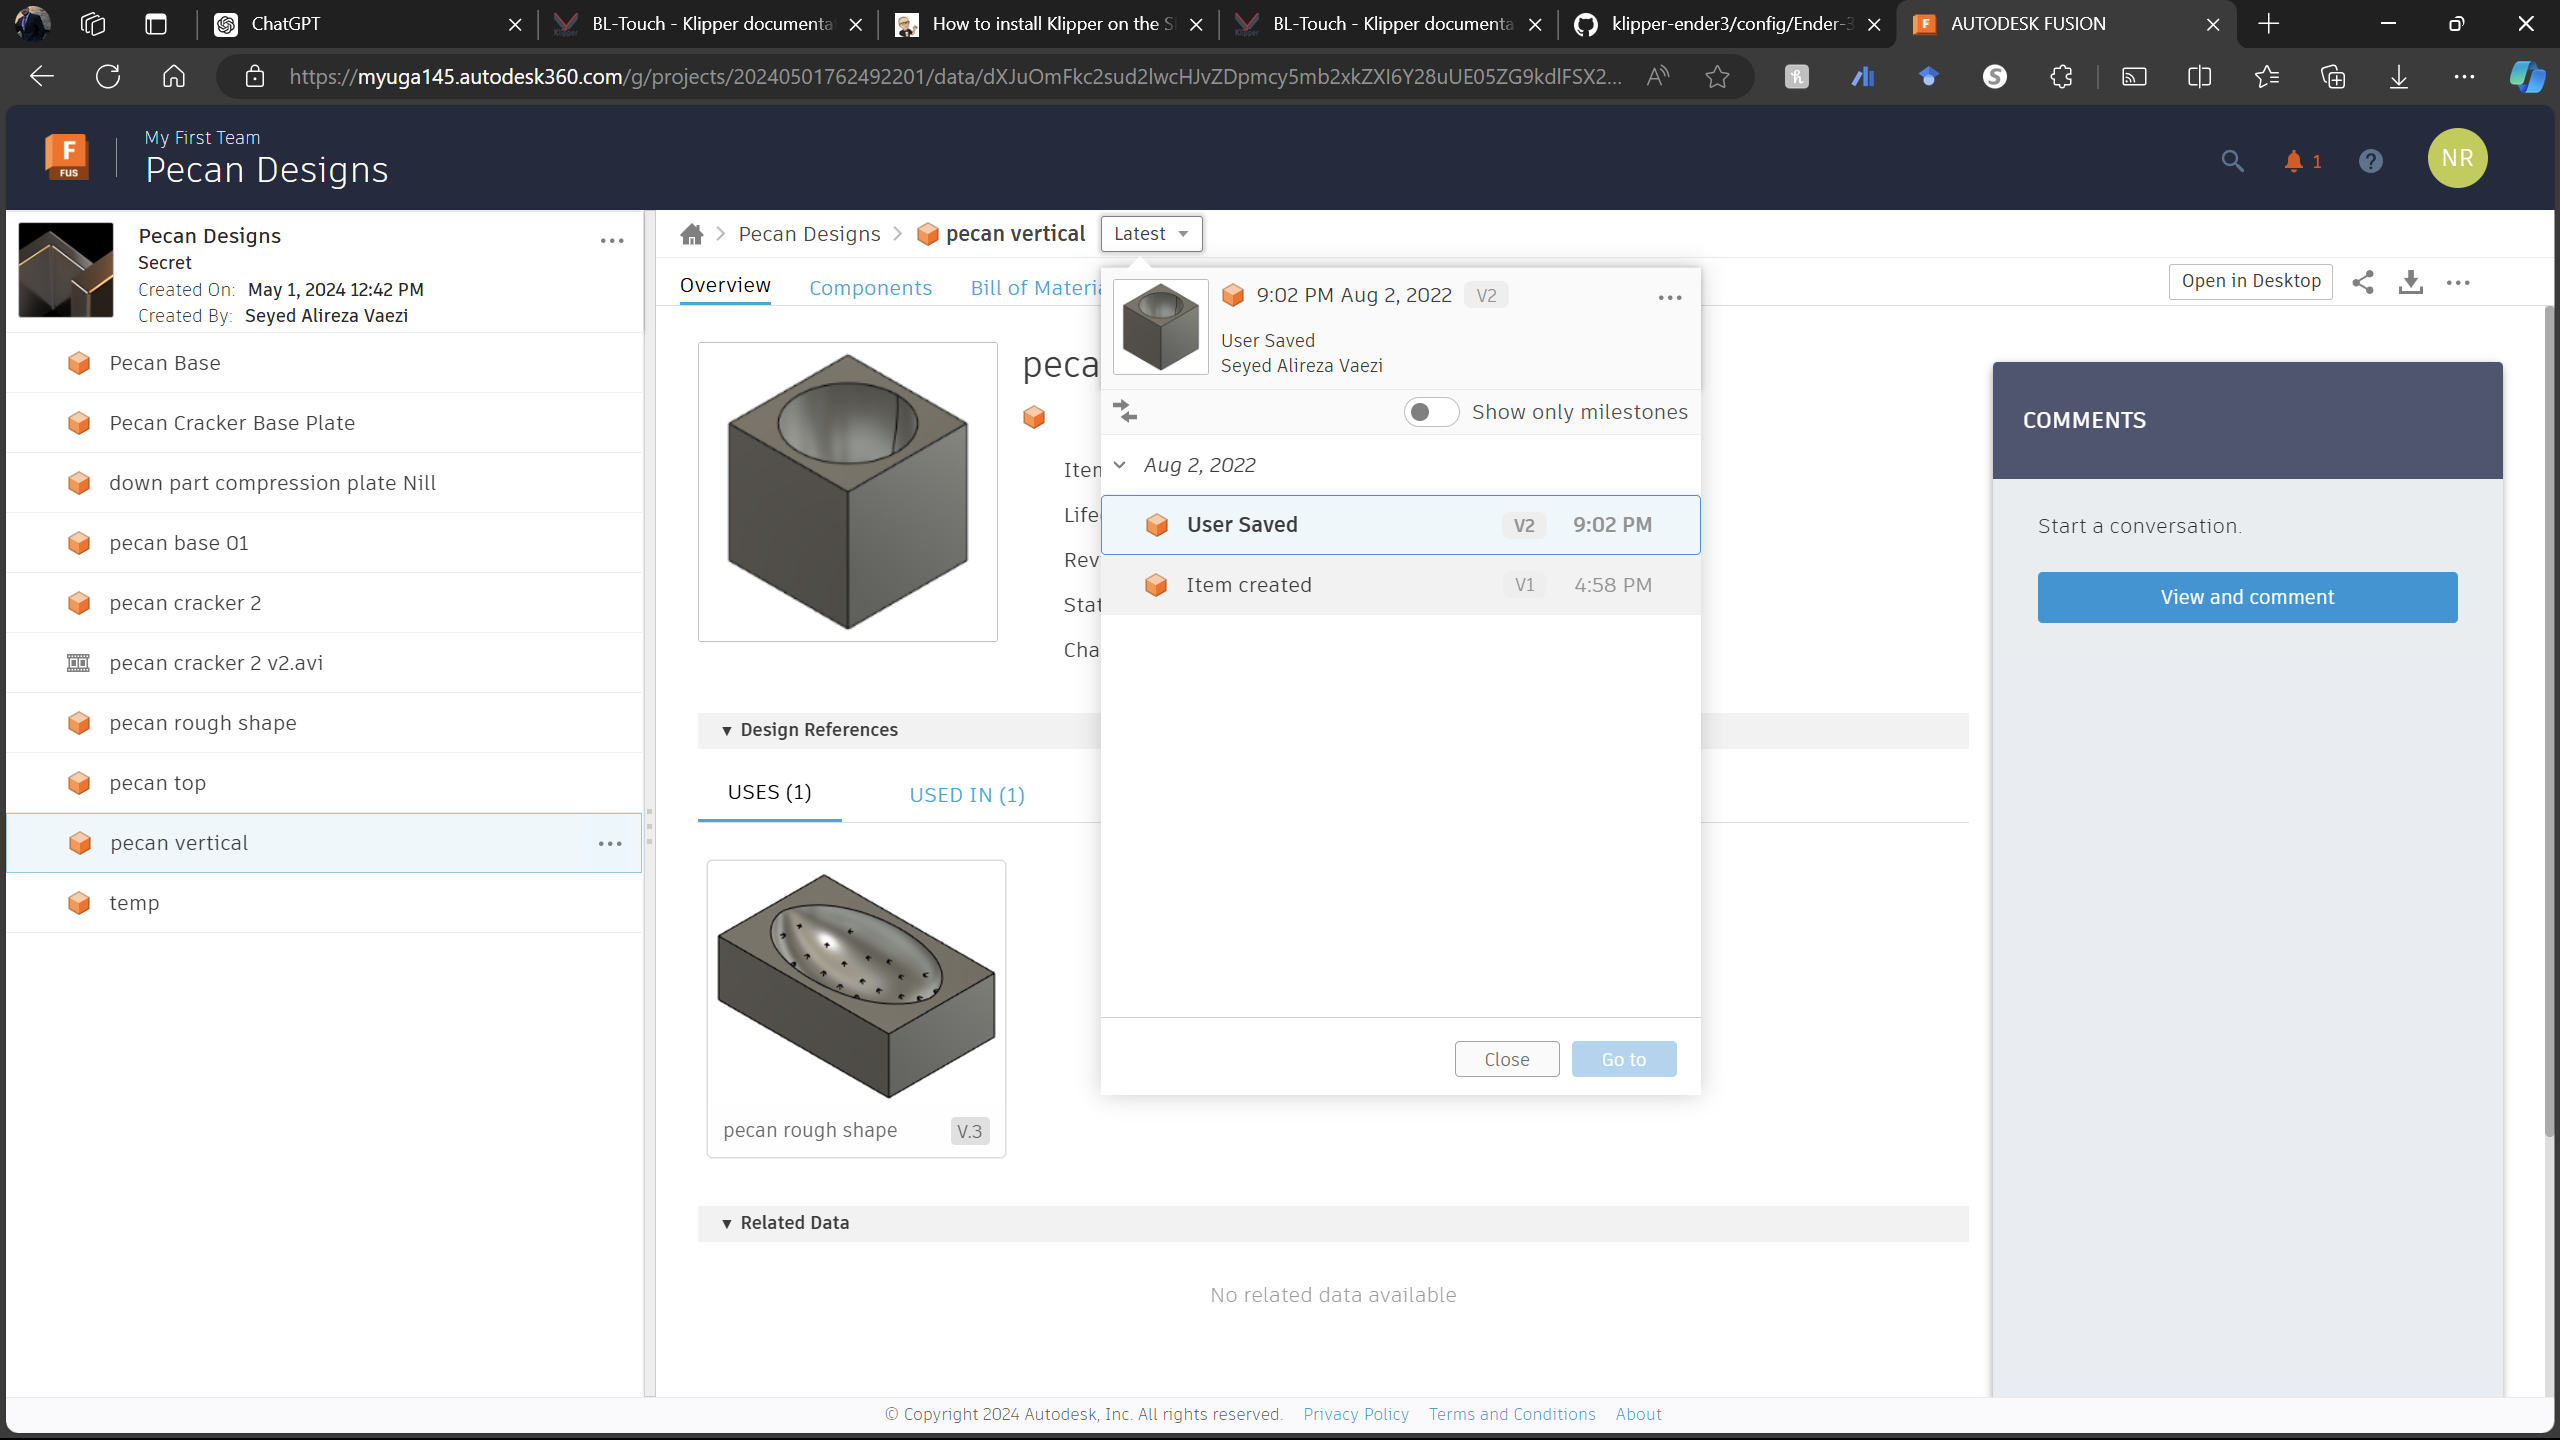 ChatGPT
BL-Touch - Klipper documenta
How to install Klipper on the S
BL-Touch - Klipper documenta
klipper-ender3/config/Ender-3
AUTODESK FUSION
https://myuga145.autodesk360.com/g/projects/20240501762492201/data/dXJuOmFkc2sud2lwcHJvZDpmcy5mb2xkZXI6Y28uUE05ZG9kdlFSX2...
F
FUS
My First Team
Pecan Designs
1
NR
Pecan Designs
Secret
Created On: May 1, 2024 12:42 PM
Created By: Seyed Alireza Vaezi
Pecan Base
Pecan Cracker Base Plate
down part compression plate Nill
pecan base 01
pecan cracker 2
pecan cracker 2 v2.avi
pecan rough shape
pecan top
pecan vertical
temp
Pecan Designs
pecan vertical
Latest
Overview
Components
Bill of Materia
Open in Desktop
peca
Iten
Life
Rev
Stat
Cha
9:02 PM Aug 2, 2022 V2
User Saved
Seyed Alireza Vaezi
Show only milestones
Aug 2, 2022
User Saved V2 9:02 PM
Item created V1 4:58 PM
Close
Go to
Design References
USES (1)
USED IN (1)
pecan rough shape V.3
Related Data
No related data available
COMMENTS
Start a conversation.
View and comment
© Copyright 2024 Autodesk, Inc. All rights reserved. Privacy Policy Terms and Conditions About